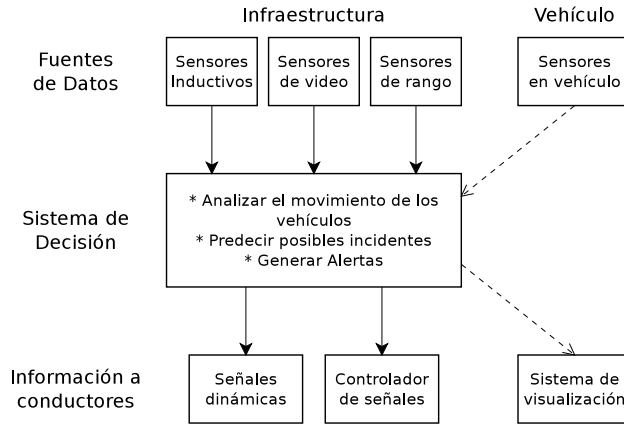 Infraestructura
Vehículo
Fuentes
de Datos
Sensores
Inductivos
Sensores
de video
Sensores
de rango
Sensores
en vehículo
Sistema de
Decisión
* Analizar el movimiento de los
vehículos
* Predecir posibles incidentes
* Generar Alertas
Información a
conductores
Señales
dinámicas
Controlador
de señales
Sistema de
visualización